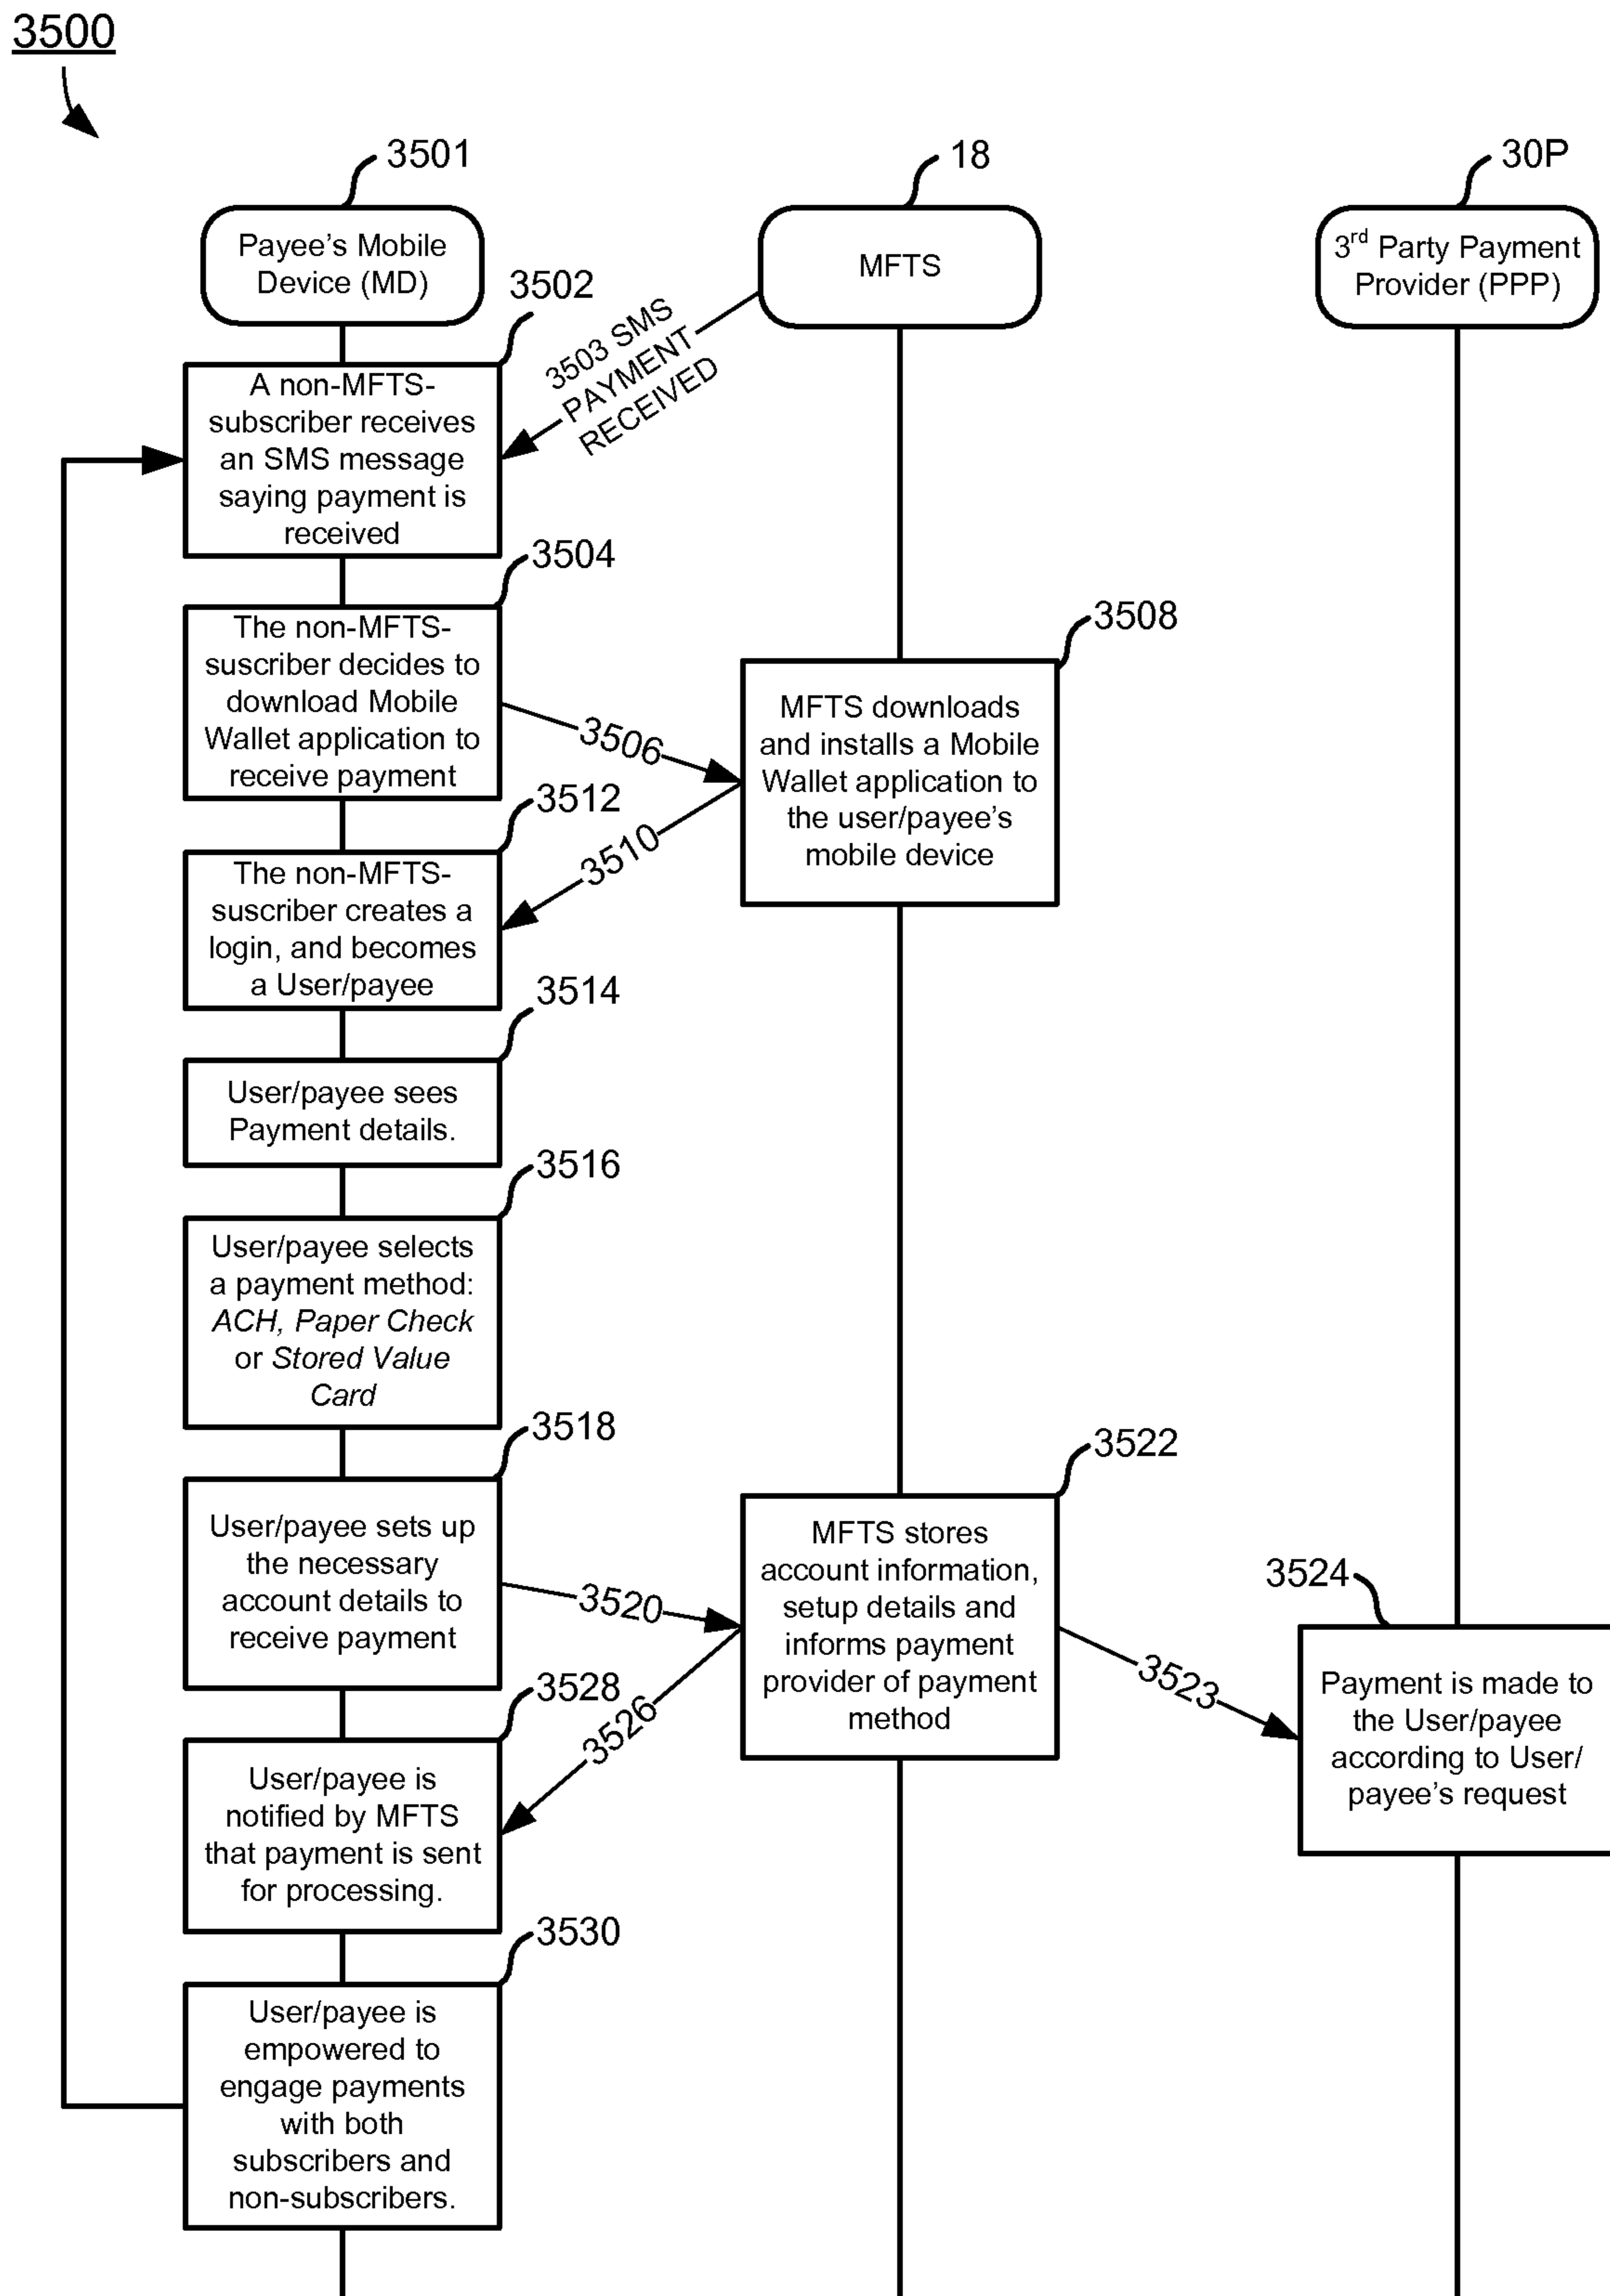 3500
3501
18
30P
Payee's Mobile
Device (MD)
MFTS
3rd Party Payment
Provider (PPP)
3502
3503 SMS
PAYMENT
RECEIVED
A non-MFTS-
subscriber receives
an SMS message
saying payment is
received
3504
The non-MFTS-
suscriber decides to
download Mobile
Wallet application to
receive payment
3506
3508
MFTS downloads
and installs a Mobile
Wallet application to
the user/payee's
mobile device
3510
3512
The non-MFTS-
suscriber creates a
login, and becomes
a User/payee
3514
User/payee sees
Payment details.
3516
User/payee selects
a payment method:
ACH, Paper Check
or Stored Value
Card
3518
User/payee sets up
the necessary
account details to
receive payment
3520
3522
MFTS stores
account information,
setup details and
informs payment
provider of payment
method
3523
3524
Payment is made to
the User/payee
according to User/
payee's request
3526
3528
User/payee is
notified by MFTS
that payment is sent
for processing.
3530
User/payee is
empowered to
engage payments
with both
subscribers and
non-subscribers.